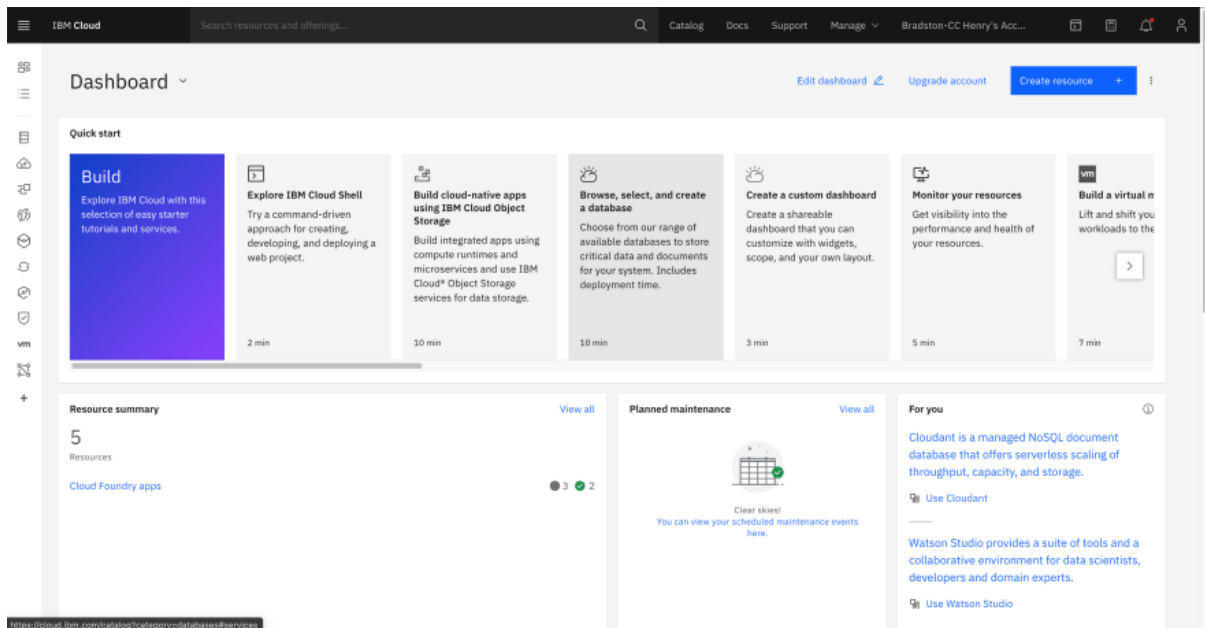 IBM Cloud
Search resources and offerings...
Catalog
Docs
Support
Manage
Bradston-CC Henry's Acc...
Dashboard
Edit dashboard
Upgrade account
Create resource +
Quick start
Build
Explore IBM Cloud with this
selection of easy starter
tutorials and services.
Explore IBM Cloud Shell
Try a command-driven
approach for creating,
developing, and deploying a
web project.
2 min
Build cloud-native apps
using IBM Cloud Object
Storage
Build integrated apps using
compute runtimes and
microservices and use IBM
Cloud® Object Storage
services for data storage.
10 min
Browse, select, and create
a database
Choose from our range of
available databases to store
critical data and documents
for your system. Includes
deployment time.
10 min
Create a custom dashboard
Create a shareable
dashboard that you can
customize with widgets,
scope, and your own layout.
3 min
Monitor your resources
Get visibility into the
performance and health of
your resources.
5 min
vm
Build a virtual m
Lift and shift you
workloads to the
7 min
vm
Resource summary
View all
5
Resources
Cloud Foundry apps
3
2
Planned maintenance
View all
Clear skies!
You can view your scheduled maintenance events
here.
For you
Cloudant is a managed NoSQL document
database that offers serverless scaling of
throughput, capacity, and storage.
Use Cloudant
Watson Studio provides a suite of tools and a
collaborative environment for data scientists,
developers and domain experts.
Use Watson Studio
https://cloud.ibm.com/catalog?category=databases#services